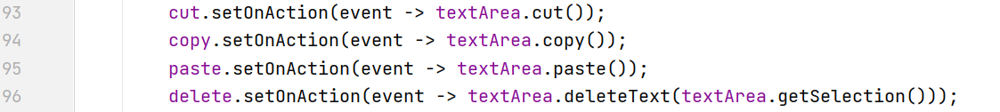 93 cut.setOnAction(event -> textArea.cut());
94 copy.setOnAction(event -> textArea.copy());
95 paste.setOnAction(event -> textArea.paste());
96 delete.setOnAction(event -> textArea.deleteText(textArea.getSelection()));